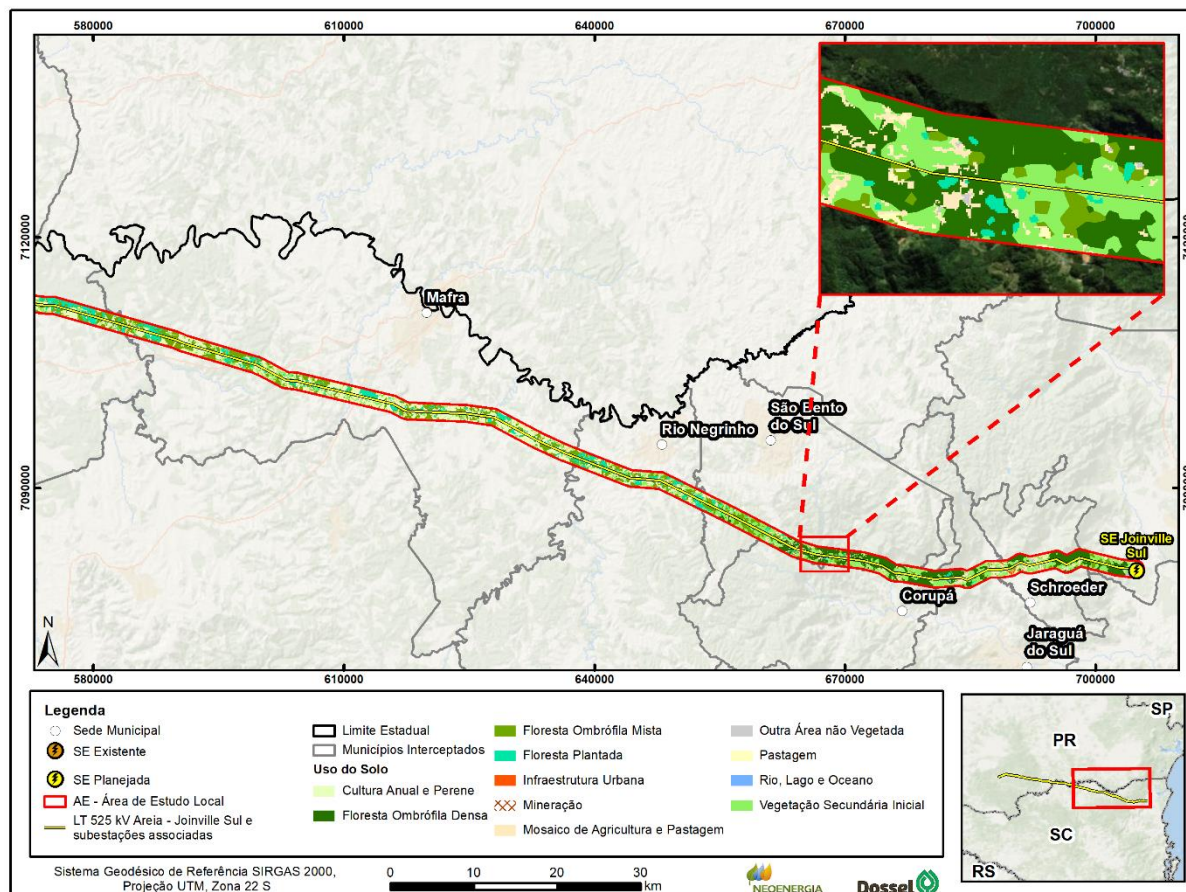 580000
610000
640000
670000
700000
7120000
7120000
Mafra
São Bento
do Sul
Rio Negrinho
7090000
7090000
SE Joinville
Sul
Corupá
Schroeder
Jaraguá
do Sul
N
580000
610000
640000
670000
700000
Legenda
Sede Municipal
SE Existente
SE Planejada
AE - Área de Estudo Local
LT 525 kV Areia - Joinville Sul e
subestações associadas
Limite Estadual
Municípios Interceptados
Uso do Solo
Cultura Anual e Perene
Floresta Ombrófila Densa
Floresta Ombrófila Mista
Floresta Plantada
Infraestrutura Urbana
Mineração
Mosaico de Agricultura e Pastagem
Outra Área não Vegetada
Pastagem
Rio, Lago e Oceano
Vegetação Secundária Inicial
SP
PR
SC
RS
Sistema Geodésico de Referência SIRGAS 2000,
Projeção UTM, Zona 22 S
0 10 20 30
km
NEOENERGIA
Dossel